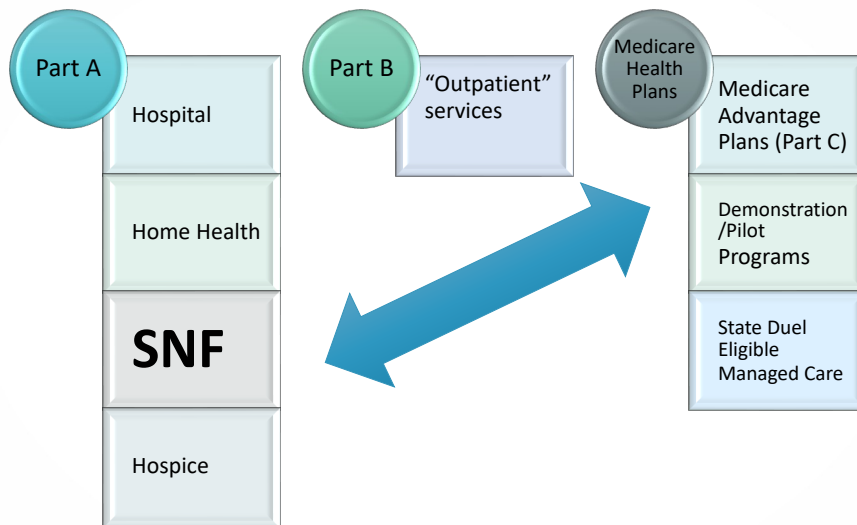 Part A
Hospital
Home Health
SNF
Hospice
Part B
“Outpatient”
services
Medicare
Health
Plans
Medicare
Advantage
Plans (Part C)
Demonstration
/Pilot
Programs
State Duel
Eligible
Managed Care